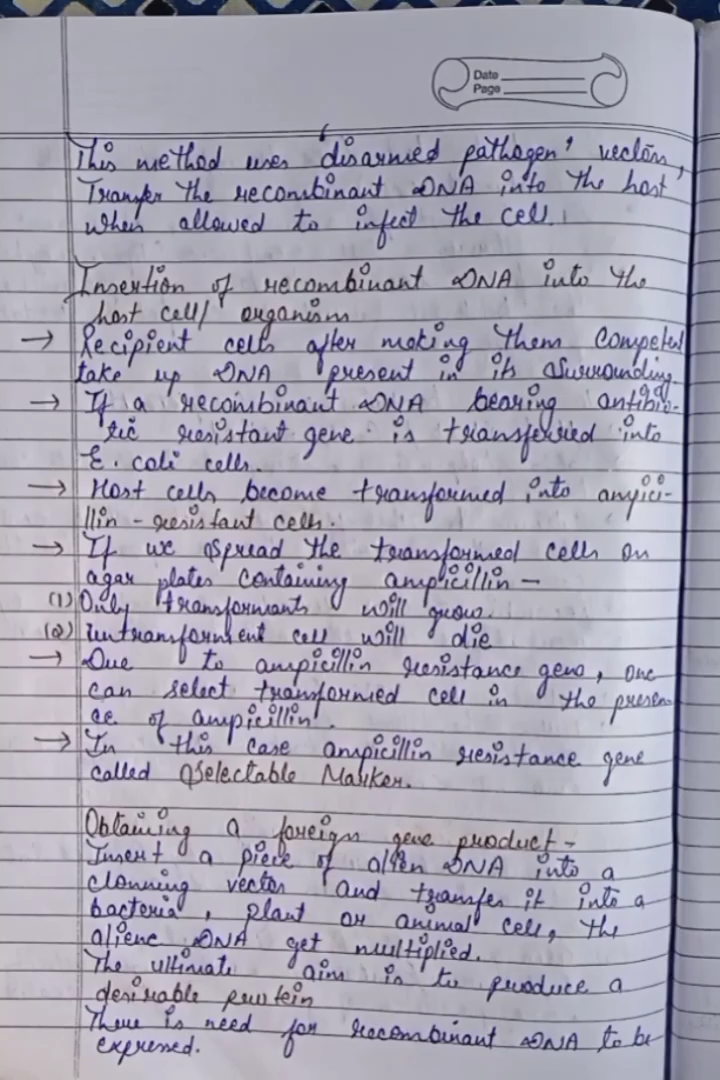 Date
Page
This method uses 'disarmed pathogen' vectors,
Transfer the recombinant DNA into the host
when allowed to infect the cell.
Insertion of recombinant DNA into the
host cell/ organism
→ Recipient cells after making them competent
take up DNA present in its surrounding.
→ If a recombinant DNA bearing antibio-
tic resistant gene is transferried into
E. coli cells.
→ Host cells become transformed into ampici-
llin - resistant cells.
→ If we spread the transformed cells on
agar plates containing ampicillin -
(1) Only transformants will grow.
(2) untransforment cell will die
→ Due to ampicillin resistance gene, one
can select transformed cell in the presen
ce of ampicillin.
→ In this case ampicillin resistance gene
called Selectable Marker.
Obtaining a foreign gene product -
Insert a piece of alien DNA into a
clonning vector and transfer it into a
bacteria, plant or animal cell, the
aliene DNA get multiplied.
The ultimate aim is to produce a
desirable protein
There is need for recombinant DNA to be
expressed.